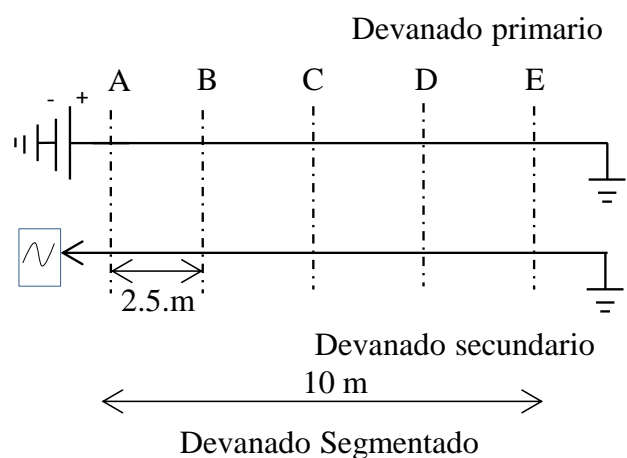 Devanado primario
A B C D E
- +
2.5.m
Devanado secundario
10 m
Devanado Segmentado